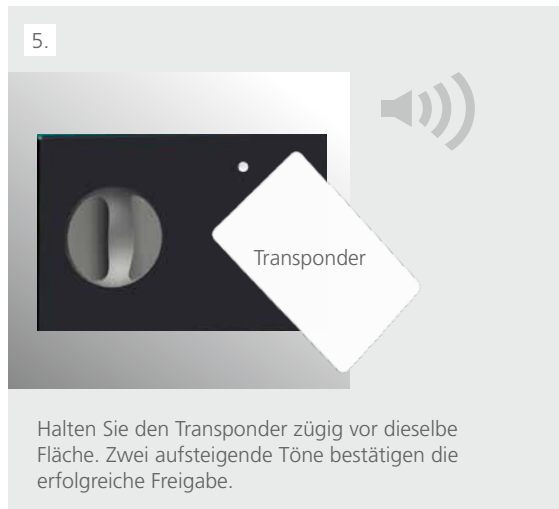 5.
Transponder
Halten Sie den Transponder zügig vor dieselbe
Fläche. Zwei aufsteigende Töne bestätigen die
erfolgreiche Freigabe.